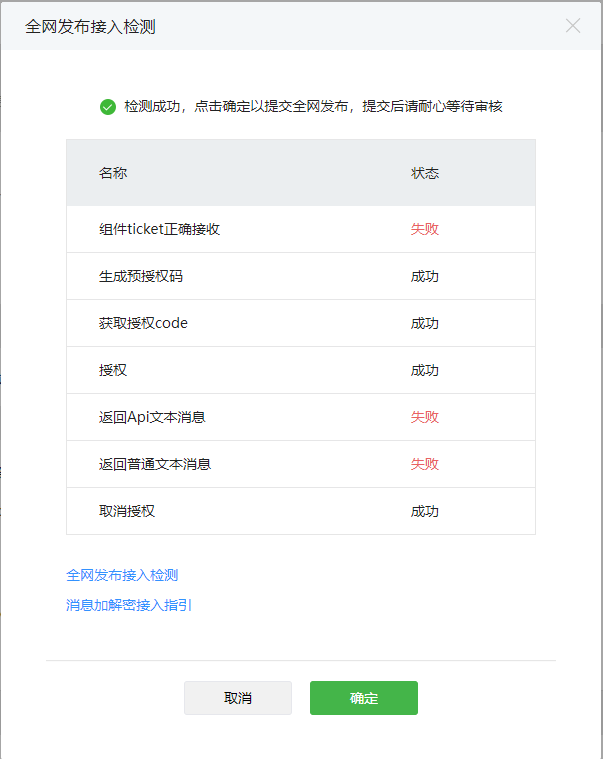 全网发布接入检测
检测成功，点击确定以提交全网发布，提交后请耐心等待审核
名称 状态
组件ticket正确接收 失败
生成预授权码 成功
获取授权code 成功
授权 成功
返回Api文本消息 失败
返回普通文本消息 失败
取消授权 成功
全网发布接入检测
消息加解密接入指引
取消 确定